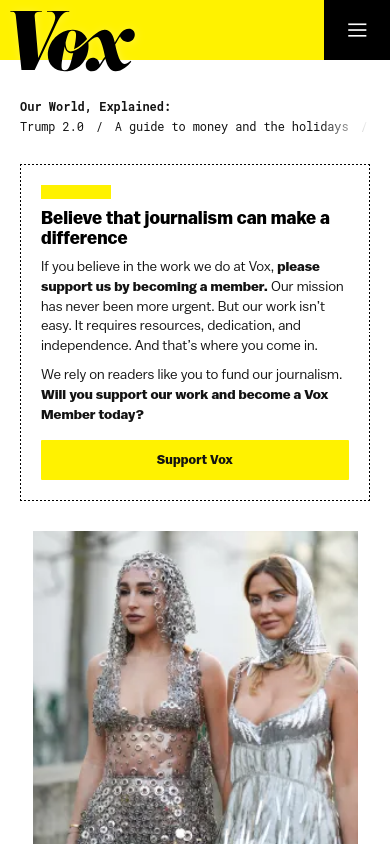 Vox
Our World, Explained:
Trump 2.0 / A guide to money and the holidays /
Believe that journalism can make a
difference
If you believe in the work we do at Vox, please
support us by becoming a member. Our mission
has never been more urgent. But our work isn't
easy. It requires resources, dedication, and
independence. And that's where you come in.
We rely on readers like you to fund our journalism.
Will you support our work and become a Vox
Member today?
Support Vox